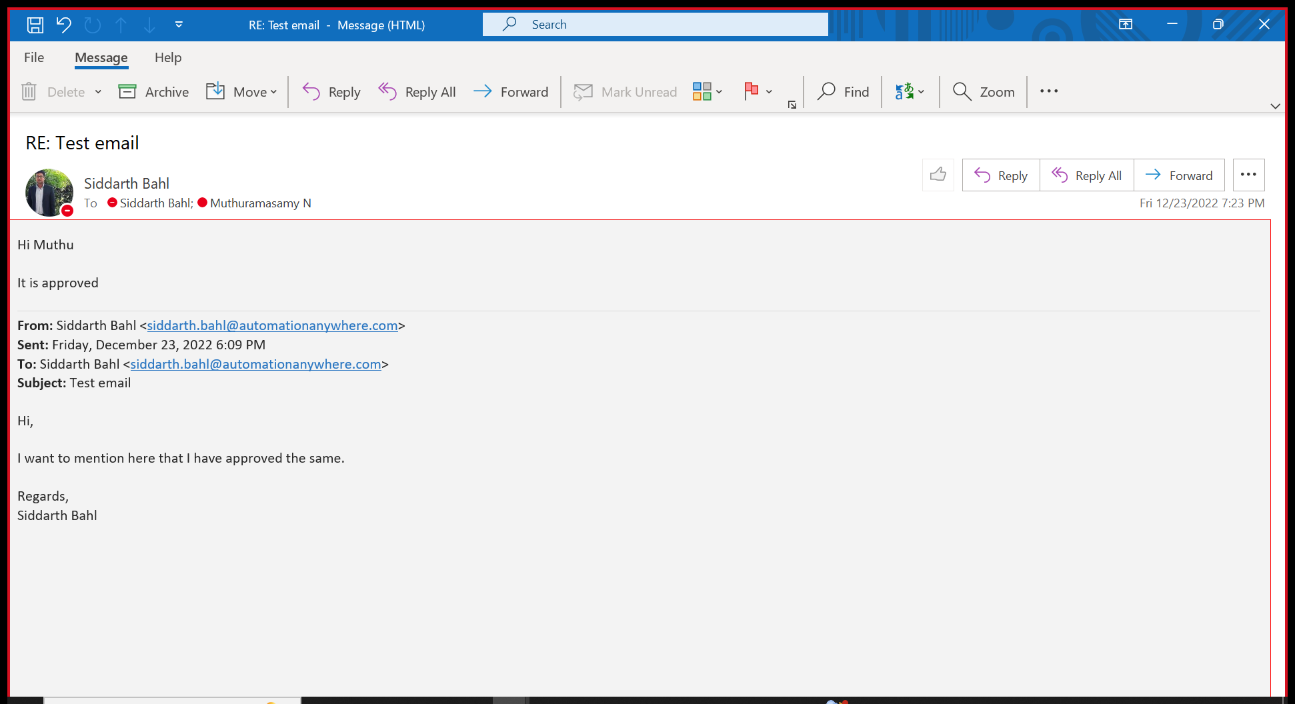 RE: Test email - Message (HTML)
Search
File Message Help
Delete Archive Move Reply Reply All Forward Mark Unread Find Zoom
RE: Test email
Siddarth Bahl
Reply Reply All Forward
To Siddarth Bahl; Muthuramasamy N
Fri 12/23/2022 7:23 PM
Hi Muthu
It is approved
From: Siddarth Bahl <siddarth.bahl@automationanywhere.com>
Sent: Friday, December 23, 2022 6:09 PM
To: Siddarth Bahl <siddarth.bahl@automationanywhere.com>
Subject: Test email
Hi,
I want to mention here that I have approved the same.
Regards,
Siddarth Bahl